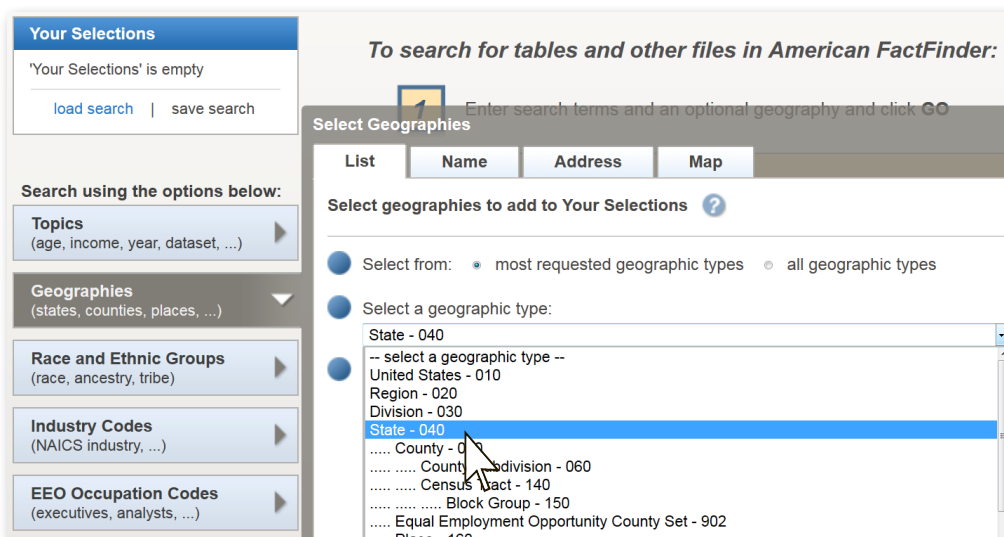 Your Selections
'Your Selections' is empty
load search | save search
Search using the options below:
Topics
(age, income, year, dataset, ...)
Geographies
(states, counties, places, ...)
Race and Ethnic Groups
(race, ancestry, tribe)
Industry Codes
(NAICS industry, ...)
EEO Occupation Codes
(executives, analysts, ...)
To search for tables and other files in American FactFinder:
1 Enter search terms and an optional geography and click GO
Select Geographies
List Name Address Map
Select geographies to add to Your Selections ?
Select from: most requested geographic types all geographic types
Select a geographic type:
State - 040
-- select a geographic type --
United States - 010
Region - 020
Division - 030
State - 040
..... County -
..... ..... County Subdivision - 060
..... ..... Census Tract - 140
..... ..... ..... Block Group - 150
..... Equal Employment Opportunity County Set - 902
..... Place - 160